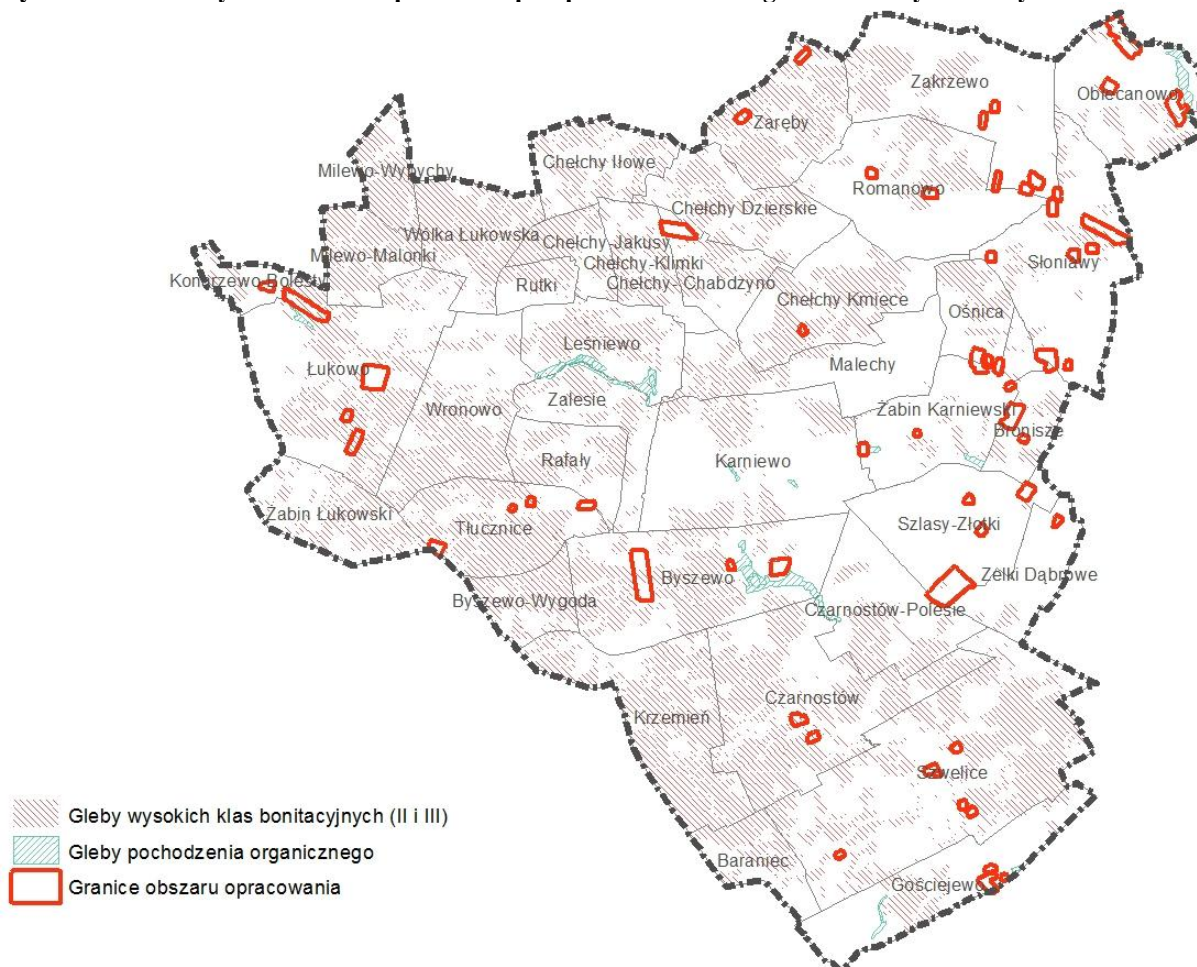 Zakrzewo
Obiecanowo
Zaręby
Chełchy Iłowe
Milewo-Wypychy
Romanowo
Chełchy Dzierskie
Wólka Łukowska
Chełchy-Jakusy
Milewo-Malonki
Chełchy-Klimki
Słoniawy
Konarzewo-Bolesty
Rutki
Chełchy-Chabdzyno
Chełchy Kmiece
Ośnica
Leśniewo
Łukowo
Malechy
Wronowo
Zalesie
Żabin Karniewski
Bronisze
Rafały
Karniewo
Żabin Łukowski
Tłucznice
Szlasy-Złotki
Byszewo
Zelki Dąbrowe
Byszewo-Wygoda
Czarnostów-Polesie
Czarnostów
Krzemień
Szwelice
Gleby wysokich klas bonitacyjnych (II i III)
Gleby pochodzenia organicznego
Baraniec
Granice obszaru opracowania
Gościejewo